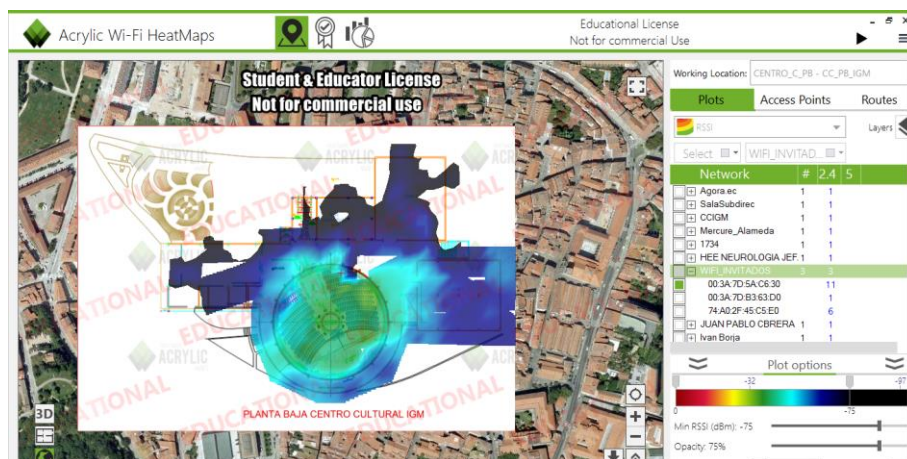 Acrylic Wi-Fi HeatMaps
Educational License
Not for commercial Use
Student & Educator License
Not for commercial use
EDUCATIONAL
ACRYLIC
PLANTA BAJA CENTRO CULTURAL IGM
3D
Working Location: CENTRO_C_PB - CC_PB_IGM
Plots Access Points Routes
RSSI Layers
Select WIFI_INVITAD...
Network # 2.4 5
Agora.ec 1 1
SalaSubdirec 1 1
CCIGM 1 1
Mercure_Alameda 1 1
1734 1 1
HEE NEUROLOGIA JEF. 1 1
WIFI_INVITADOS 3 3
00:3A:7D:5A:C6:30 11
00:3A:7D:B3:63:D0 1
74:A0:2F:45:C5:E0 6
JUAN PABLO CBRERA 1 1
Ivan Borja 1 1
Plot options
-32 -97
0 -75
Min RSSI (dBm): -75
Opacity: 75%